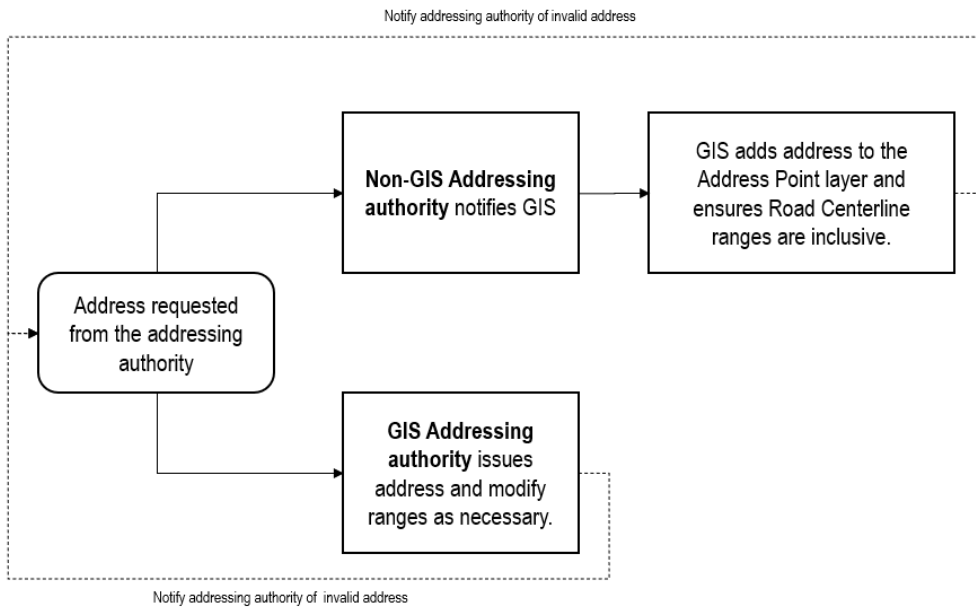 Notify addressing authority of invalid address
Non-GIS Addressing
authority notifies GIS
GIS adds address to the
Address Point layer and
ensures Road Centerline
ranges are inclusive.
Address requested
from the addressing
authority
GIS Addressing
authority issues
address and modify
ranges as necessary.
Notify addressing authority of invalid address